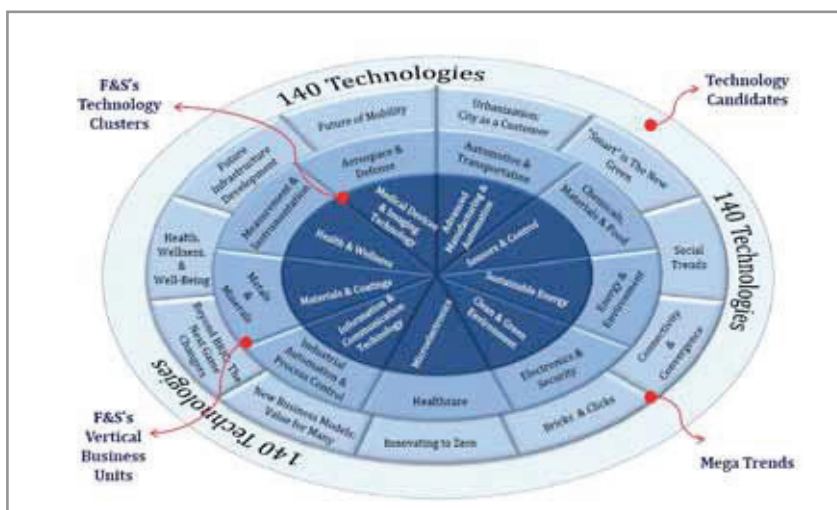 140 Technologies
F&S's
Technology
Clusters
Technology
Candidates
Future of Mobility
Urbanisation:
City as a Customer
"Smart" is The New
Green
Social
Trends
Connectivity
&
Convergence
Bricks & Clicks
Innovating to Zero
New Business Models:
Value for Many
Beyond BRIC: The
Next Game
Changers
Health,
Wellness,
&
Well-Being
Future
Infrastructure
Development
Aerospace &
Defense
Automotive &
Transportation
Chemicals,
Materials & Food
Energy &
Environment
Electronics &
Security
Healthcare
Industrial
Automation &
Process Control
Metals
&
Minerals
Measurement &
Instrumentation
Medical Devices
& Imaging
Technology
Advanced
Manufacturing &
Automation
Sensors & Control
Sustainable Energy
Clean & Green
Environment
Microelectronics
Information &
Communication
Technology
Materials & Coatings
Health & Wellness
140 Technologies
140 Technologies
F&S's
Vertical
Business
Units
Mega Trends